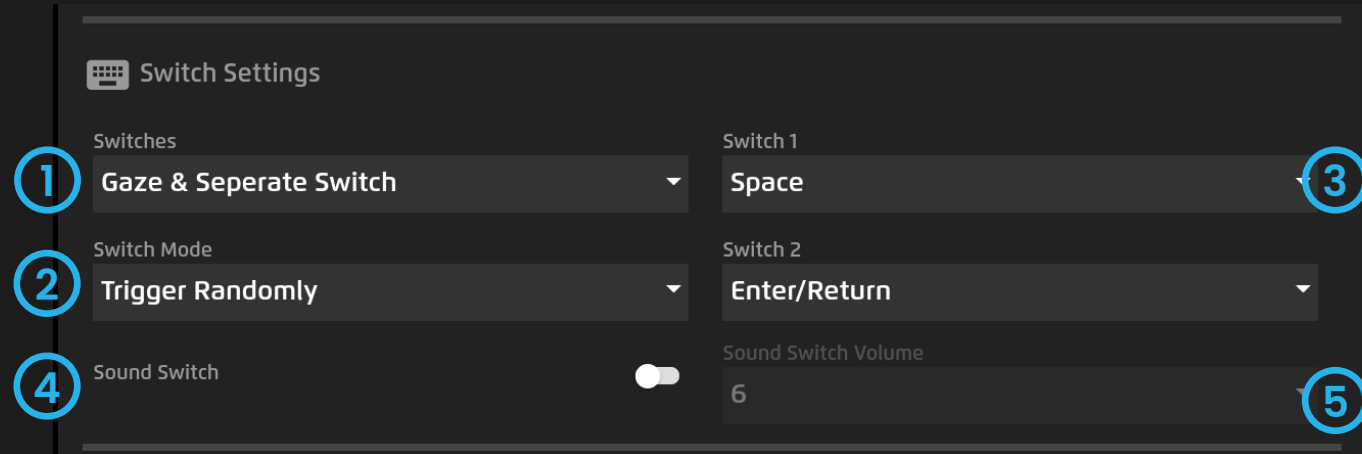 Switch Settings
Switches
Switch 1
1
Gaze & Seperate Switch
Space
3
Switch Mode
Switch 2
2
Trigger Randomly
Enter/Return
Sound Switch Volume
4
Sound Switch
6
5